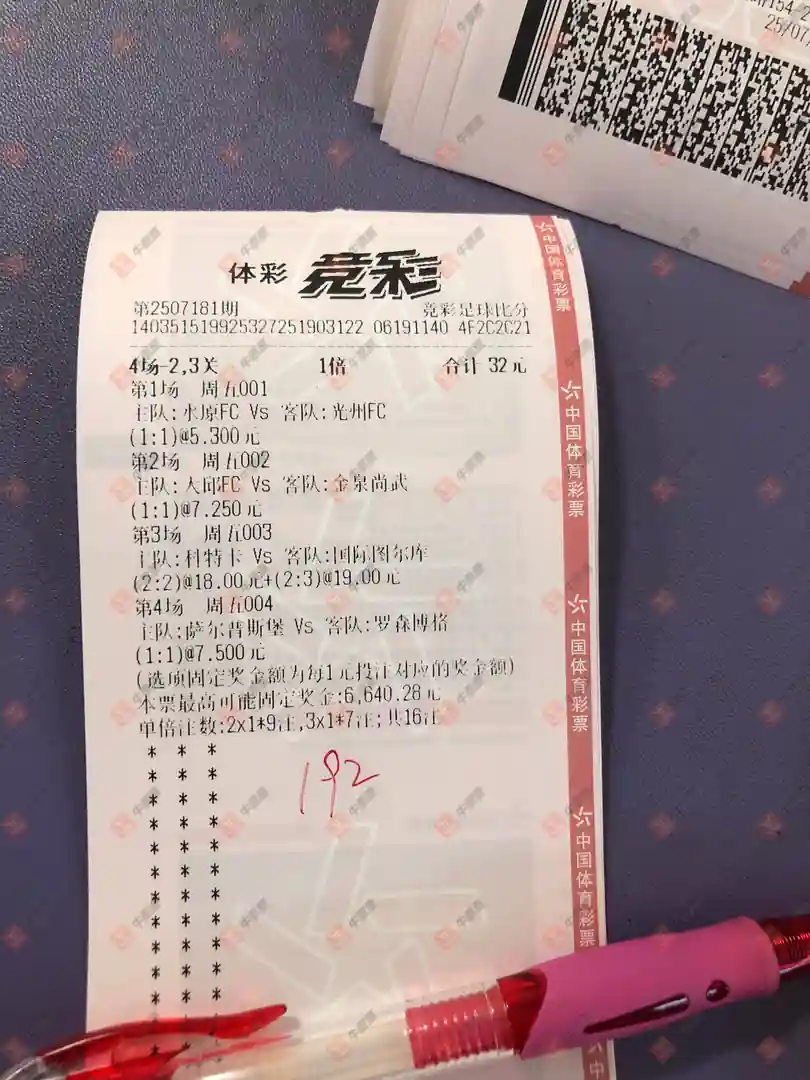 25/07
体彩 竞彩
第2507181期 竞彩足球比分
140351519925327251903122 06191140 4F2C2C21
4场-2,3关 1倍 合计 32元
第1场 周五001
主队:水原FC Vs 客队:光州FC
(1:1)@5.300元
第2场 周五002
主队:大邱FC Vs 客队:金泉尚武
(1:1)@7.250元
第3场 周五003
主队:科特卡 Vs 客队:国际图尔库
(2:2)@18.00元+(2:3)@19.00元
第4场 周五004
主队:萨尔普斯堡 Vs 客队:罗森博格
(1:1)@7.500元
(选项固定奖金额为每1元投注对应的奖金额)
本票最高可能固定奖金:6,640.28元
单倍注数:2x1*9注,3x1*7注;共16注
* * *
* * *
* * *
* * *
* * *
* * *
* * *
* * *
* * *
* * *
* * *
192
中国体育彩票
中国体育彩票
中国体育彩票
中国体育彩票